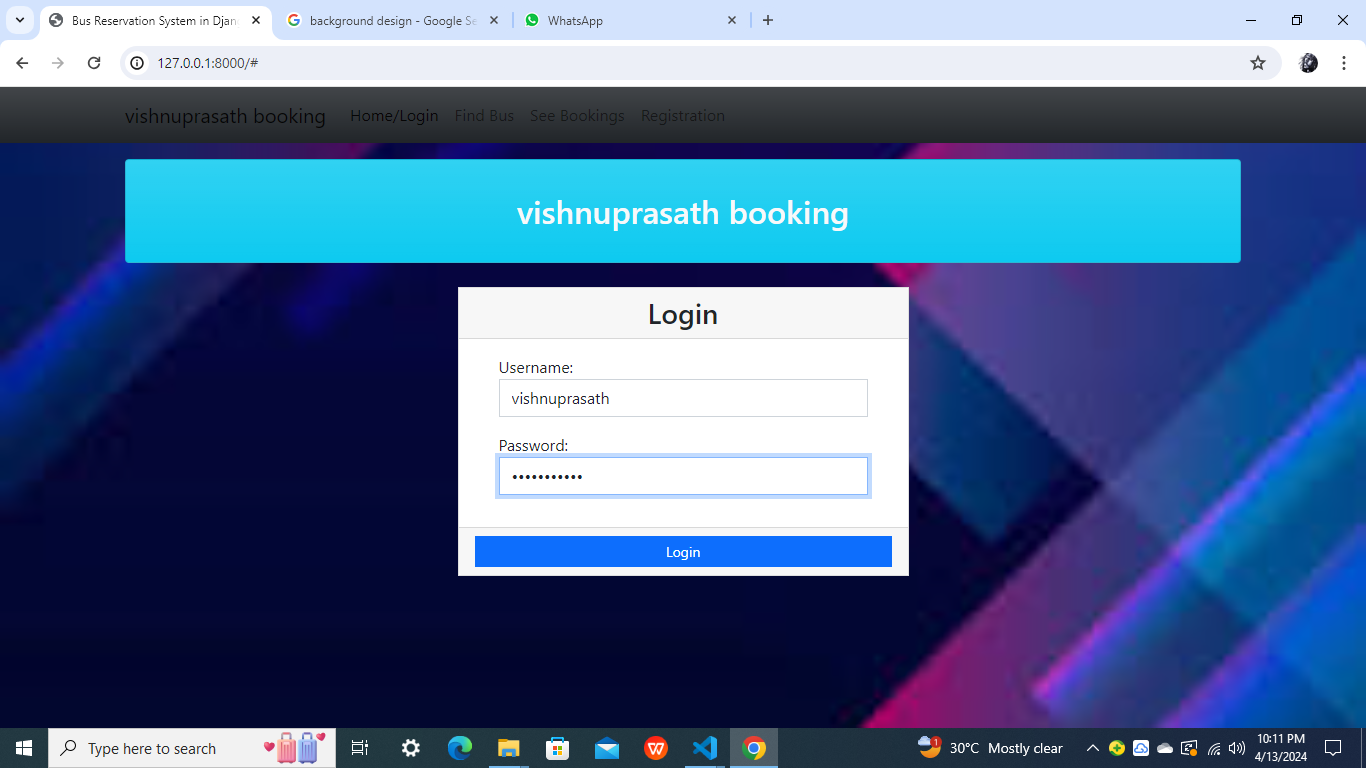 Bus Reservation System in Djan
background design - Google Se
WhatsApp
127.0.0.1:8000/#
vishnuprasath booking Home/Login Find Bus See Bookings Registration
vishnuprasath booking
Login
Username:
vishnuprasath
Password:
•••••••••••
Login
Type here to search
1
30°C Mostly clear
10:11 PM
4/13/2024